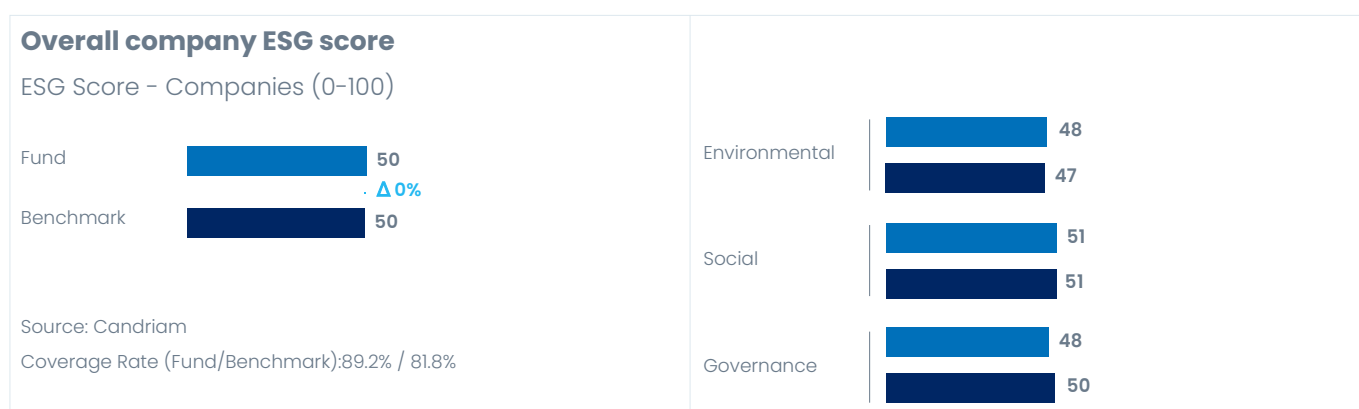 Overall company ESG score
ESG Score - Companies (0-100)
Fund
50
Δ 0%
Benchmark
50
Source: Candriam
Coverage Rate (Fund/Benchmark):89.2% / 81.8%
Environmental
48
47
Social
51
51
Governance
48
50